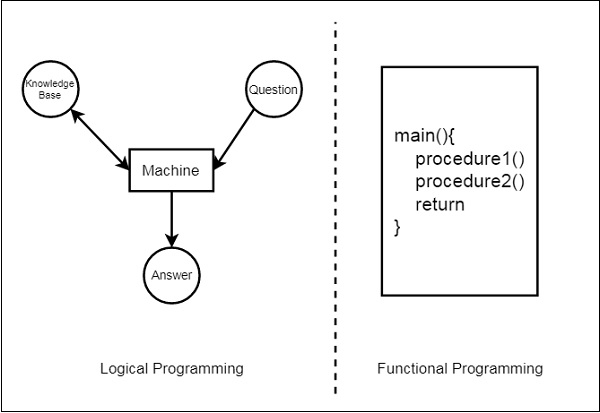 Knowledge
Base
Question
Machine
Answer
Logical Programming
main(){
procedure1()
procedure2()
return
}
Functional Programming